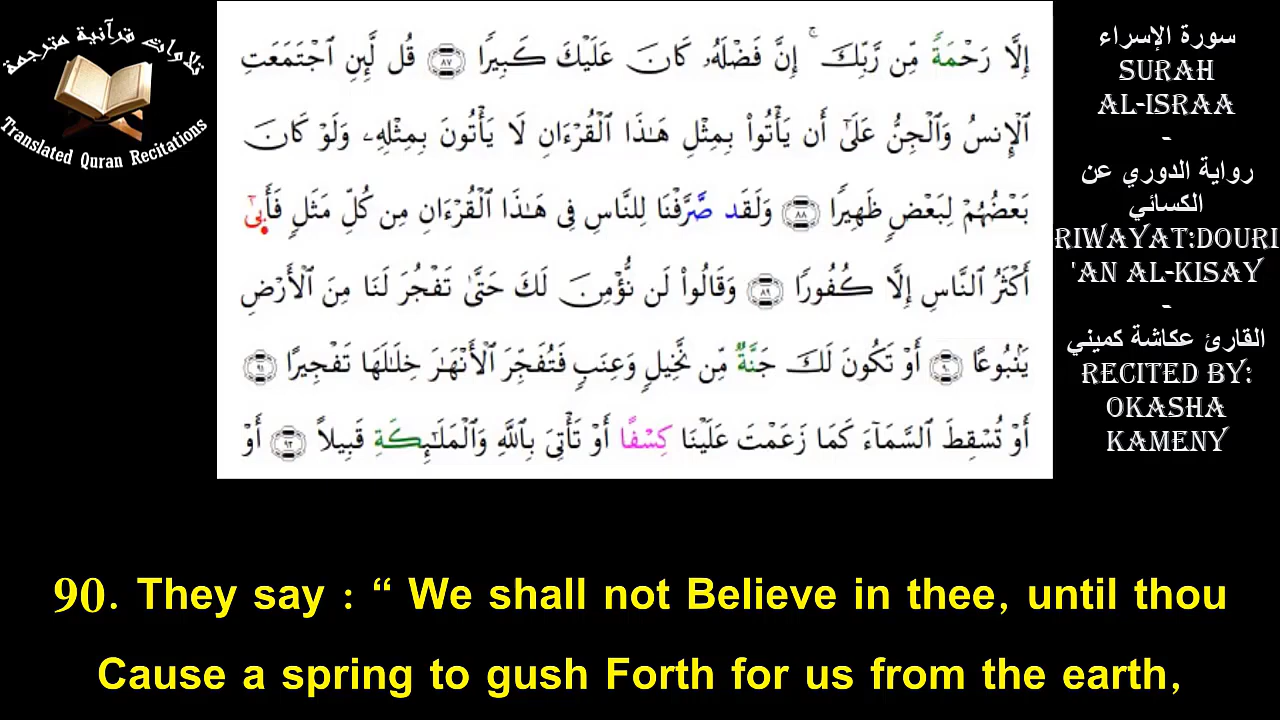 تلاوات قرآنية مترجمة
Translated Quran Recitations
إِلَّا رَحْمَةً مِّن رَّبِّكَ ۚ إِنَّ فَضْلَهُۥ كَانَ عَلَيْكَ كَبِيرًا ٨٧ قُل لَّئِنِ ٱجْتَمَعَتِ
ٱلْإِنسُ وَٱلْجِنُّ عَلَىٰٓ أَن يَأْتُوا۟ بِمِثْلِ هَـٰذَا ٱلْقُرْءَانِ لَا يَأْتُونَ بِمِثْلِهِۦ وَلَوْ كَانَ
بَعْضُهُمْ لِبَعْضٍ ظَهِيرًا ٨٨ وَلَقَد صَّرَّفْنَا لِلنَّاسِ فِى هَـٰذَا ٱلْقُرْءَانِ مِن كُلِّ مَثَلٍ فَأَبَىٰٓ
أَكْثَرُ ٱلنَّاسِ إِلَّا كُفُورًا ٨٩ وَقَالُوا۟ لَن نُّؤْمِنَ لَكَ حَتَّىٰ تَفْجُرَ لَنَا مِنَ ٱلْأَرْضِ
يَنۢبُوعًا ٩٠ أَوْ تَكُونَ لَكَ جَنَّةٌ مِّن نَّخِيلٍ وَعِنَبٍ فَتُفَجِّرَ ٱلْأَنْهَـٰرَ خِلَـٰلَهَا تَفْجِيرًا ٩١
أَوْ تُسْقِطَ ٱلسَّمَآءَ كَمَا زَعَمْتَ عَلَيْنَا كِسْفًا أَوْ تَأْتِىَ بِٱللَّهِ وَٱلْمَلَـٰٓئِكَةِ قَبِيلًا ٩٢ أَوْ
سورة الإسراء
SURAH
AL-ISRAA
-
رواية الدوري عن
الكسائي
RIWAYAT:DOURI
'AN AL-KISAY
-
القارئ عكاشة كميني
RECITED BY:
OKASHA
KAMENY
90. They say : “ We shall not Believe in thee, until thou
Cause a spring to gush Forth for us from the earth,